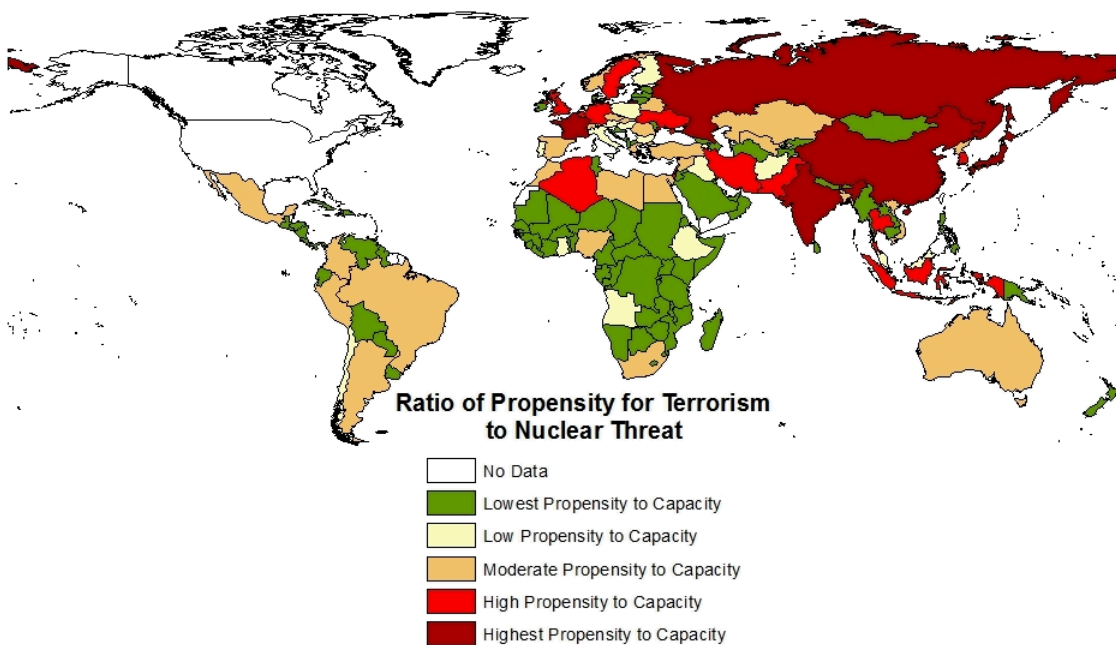 Ratio of Propensity for Terrorism
to Nuclear Threat
No Data
Lowest Propensity to Capacity
Low Propensity to Capacity
Moderate Propensity to Capacity
High Propensity to Capacity
Highest Propensity to Capacity